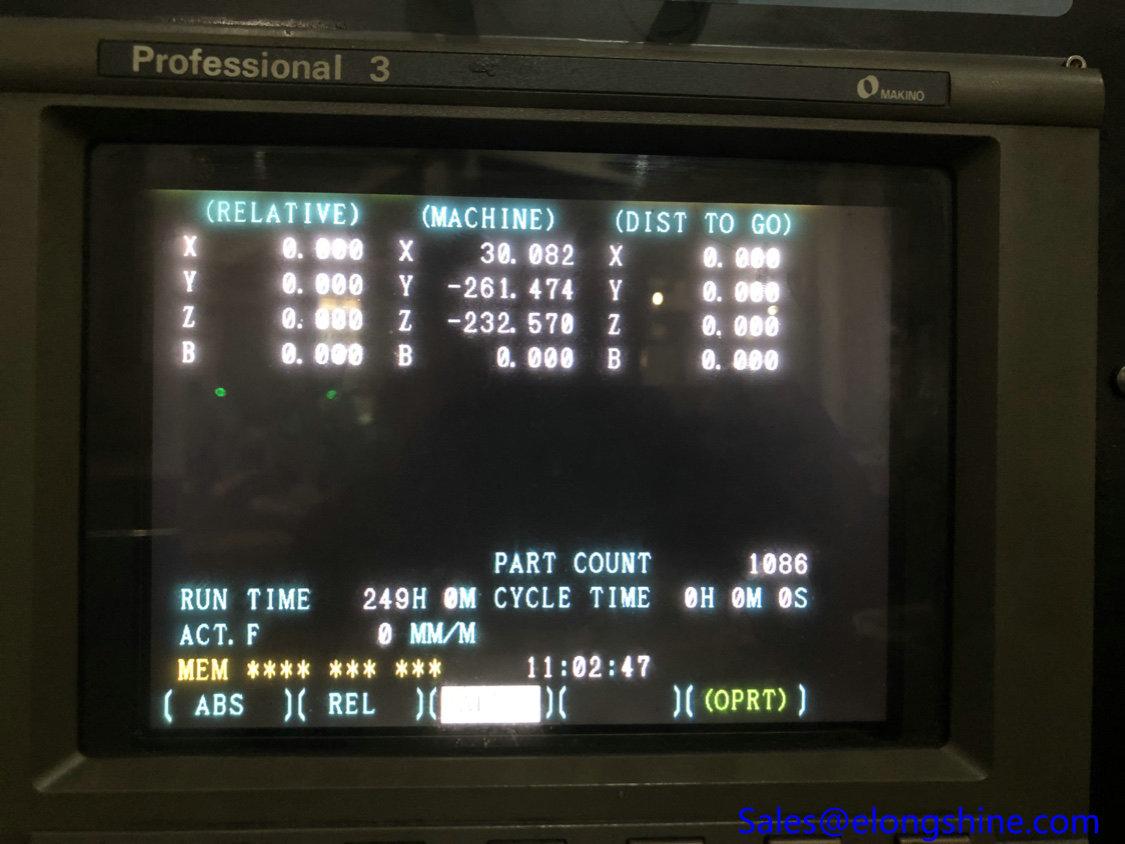 Professional 3
MAKINO
(RELATIVE) (MACHINE) (DIST TO GO)
X 0.000 X 30.082 X 0.000
Y 0.000 Y -261.474 Y 0.000
Z 0.000 Z -232.570 Z 0.000
B 0.000 B 0.000 B 0.000
PART COUNT 1086
RUN TIME 249H 0M CYCLE TIME 0H 0M 0S
ACT.F 0 MM/M
MEM **** *** *** 11:02:47
( ABS )( REL )( )( )( (OPRT) )
Sales@elongshine.com